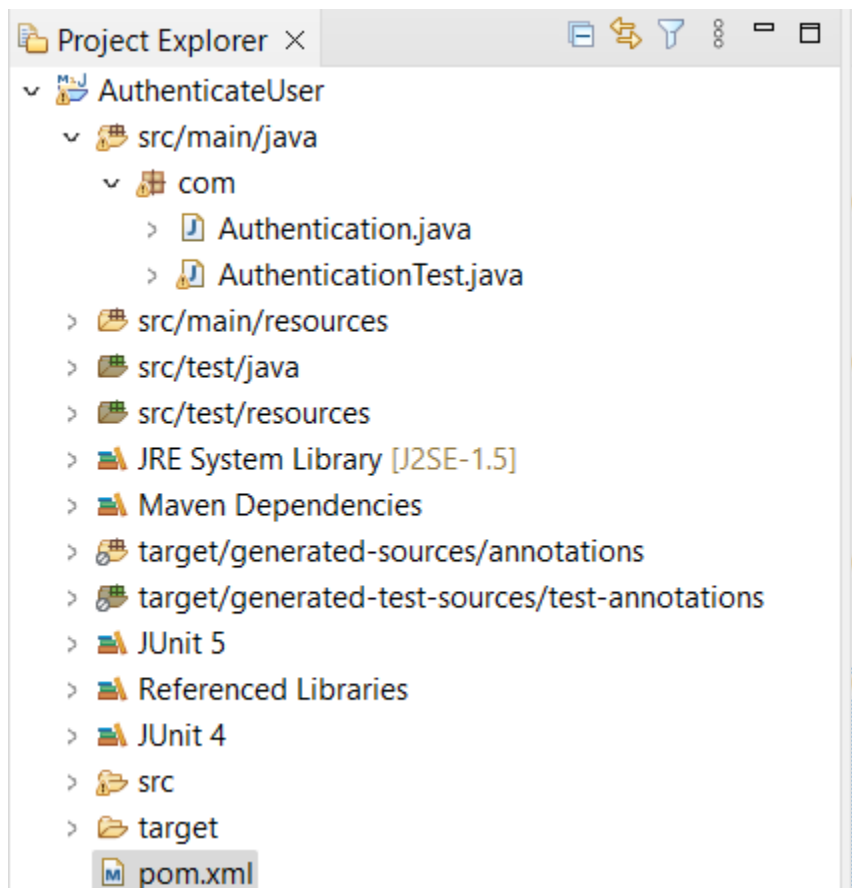 Project Explorer ×
AuthenticateUser
src/main/java
com
Authentication.java
AuthenticationTest.java
src/main/resources
src/test/java
src/test/resources
JRE System Library [J2SE-1.5]
Maven Dependencies
target/generated-sources/annotations
target/generated-test-sources/test-annotations
JUnit 5
Referenced Libraries
JUnit 4
src
target
pom.xml